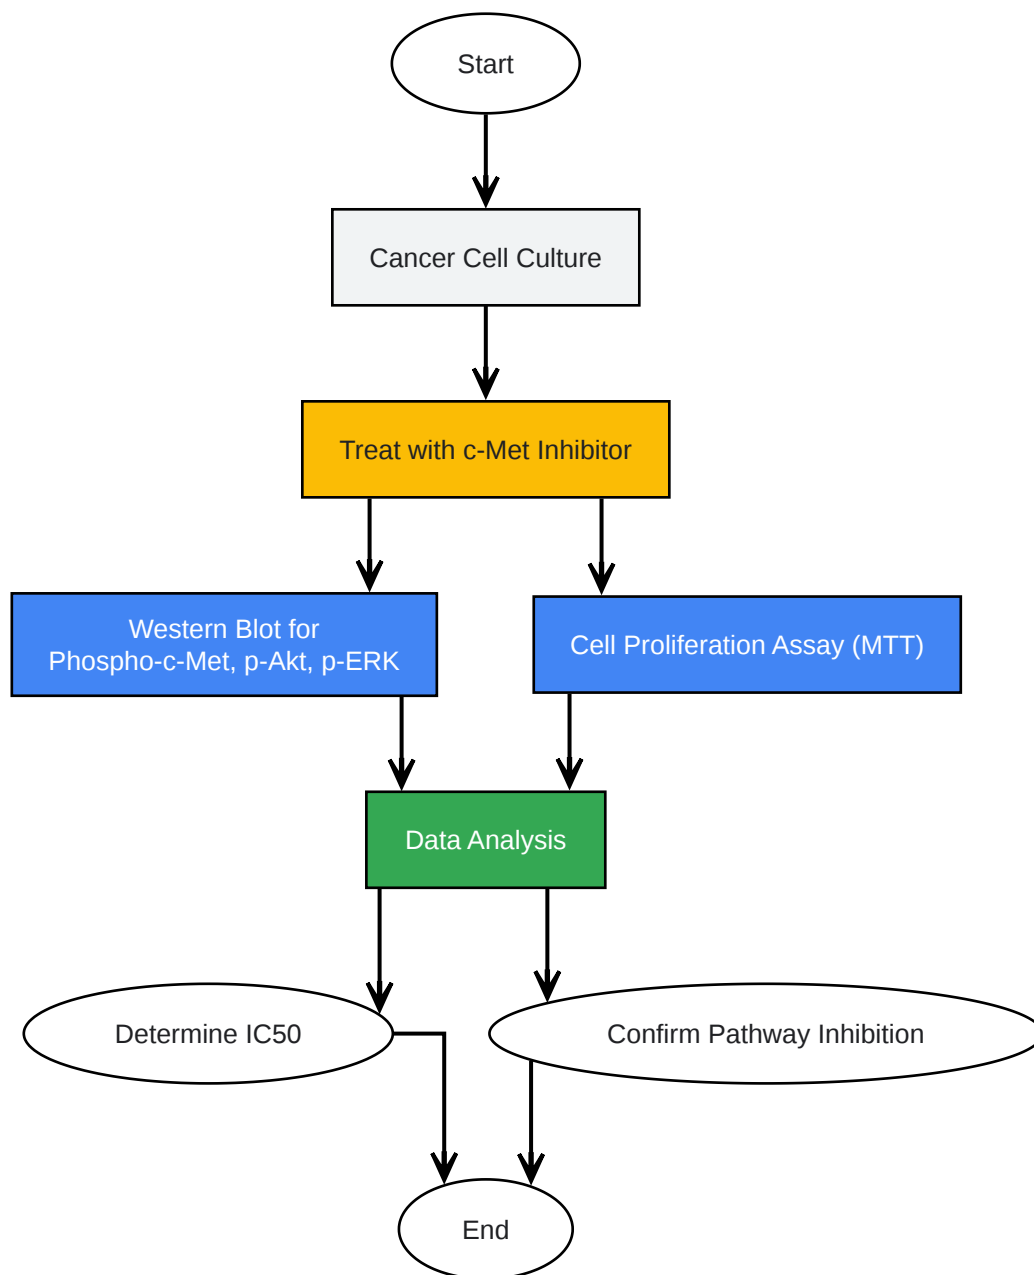 Start
Cancer Cell Culture
Treat with c-Met Inhibitor
Western Blot for
Phospho-c-Met, p-Akt, p-ERK
Cell Proliferation Assay (MTT)
Data Analysis
Determine IC50
Confirm Pathway Inhibition
End